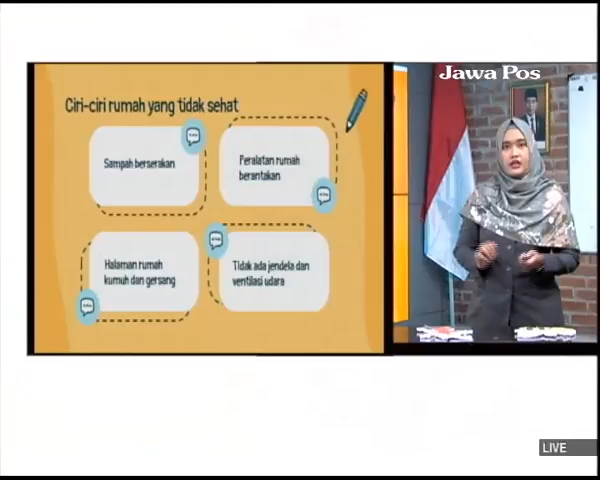 Jawa Pos
Ciri-ciri rumah yang tidak sehat
Sampah berserakan
Peralatan rumah
berantakan
Halaman rumah
kumuh dan gersang
Tidak ada jendela dan
ventilasi udara
LIVE